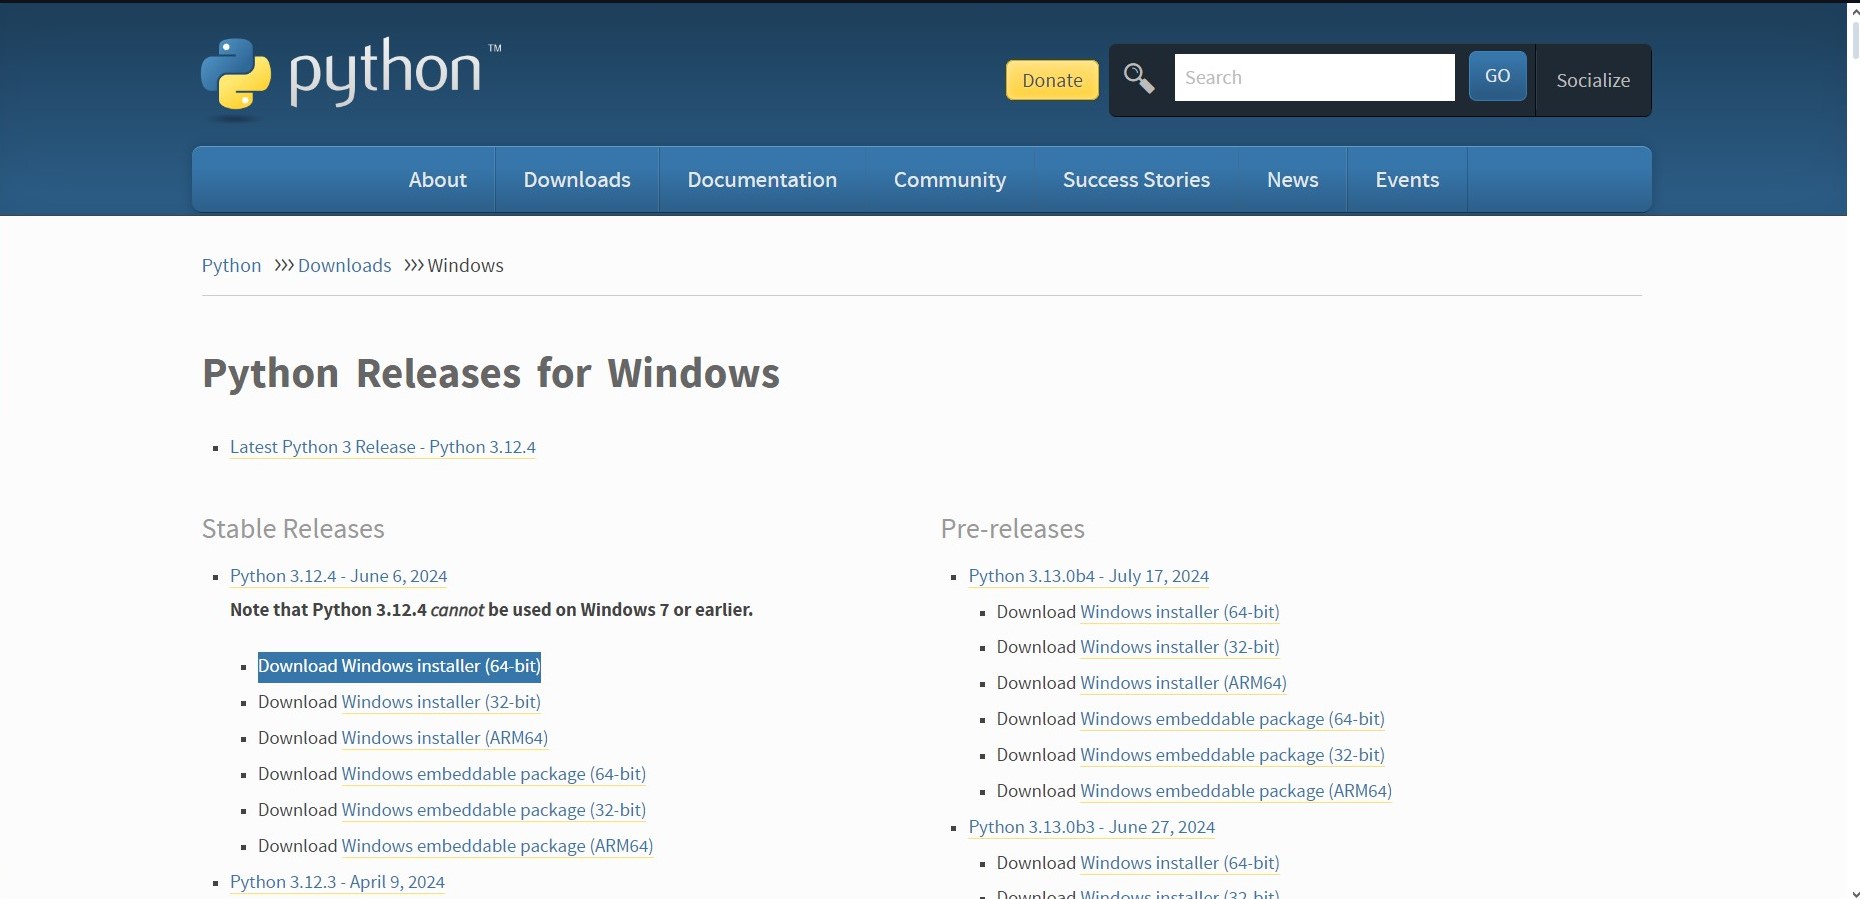 python™
Donate
Search
GO
Socialize
About
Downloads
Documentation
Community
Success Stories
News
Events
Python >>> Downloads >>> Windows
Python Releases for Windows
Latest Python 3 Release - Python 3.12.4
Stable Releases
Python 3.12.4 - June 6, 2024
Note that Python 3.12.4 cannot be used on Windows 7 or earlier.
Download Windows installer (64-bit)
Download Windows installer (32-bit)
Download Windows installer (ARM64)
Download Windows embeddable package (64-bit)
Download Windows embeddable package (32-bit)
Download Windows embeddable package (ARM64)
Python 3.12.3 - April 9, 2024
Pre-releases
Python 3.13.0b4 - July 17, 2024
Download Windows installer (64-bit)
Download Windows installer (32-bit)
Download Windows installer (ARM64)
Download Windows embeddable package (64-bit)
Download Windows embeddable package (32-bit)
Download Windows embeddable package (ARM64)
Python 3.13.0b3 - June 27, 2024
Download Windows installer (64-bit)
Download Windows installer (32-bit)